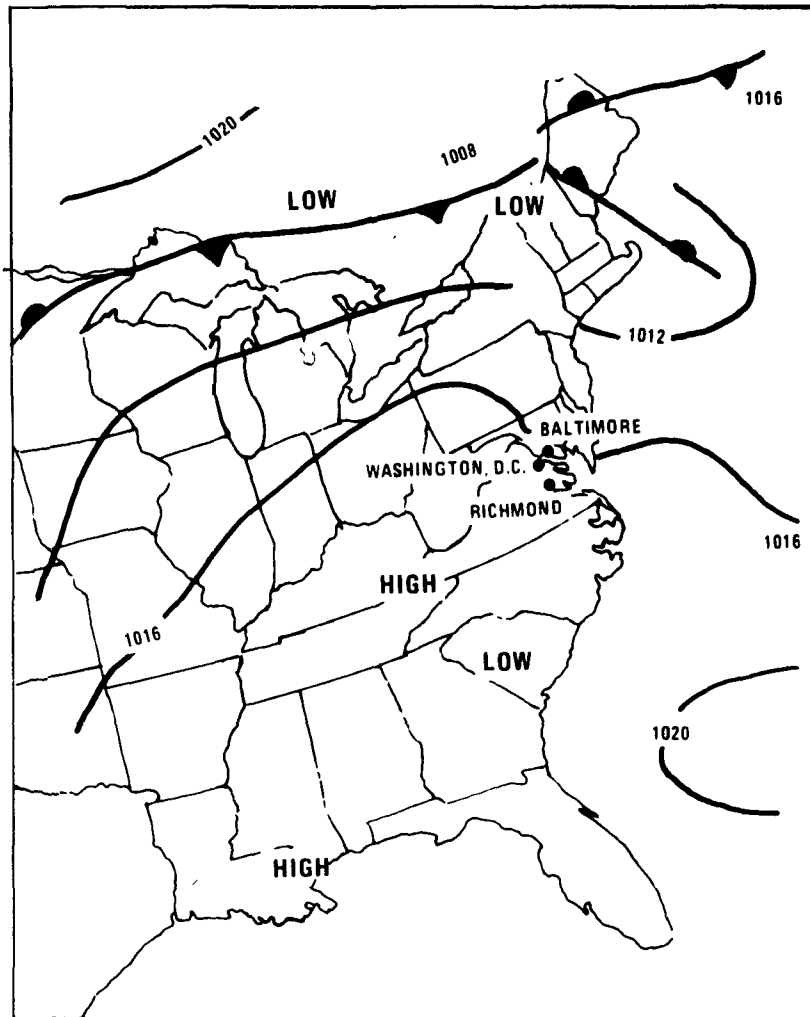 1016
1020
1008
LOW
LOW
1012
BALTIMORE
WASHINGTON, D.C.
RICHMOND
1016
HIGH
1016
LOW
1020
HIGH